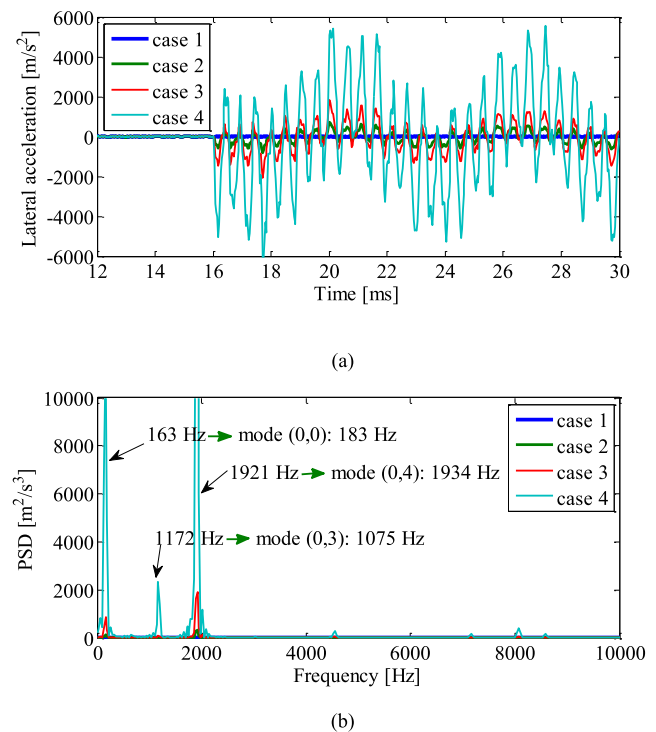 6000
4000
2000
0
-2000
-4000
-6000
Lateral acceleration [m/s²]
case 1
case 2
case 3
case 4
12 14 16 18 20 22 24 26 28 30
Time [ms]
(a)
10000
8000
6000
4000
2000
0
PSD [m²/s³]
163 Hz mode (0,0): 183 Hz
1921 Hz mode (0,4): 1934 Hz
1172 Hz mode (0,3): 1075 Hz
case 1
case 2
case 3
case 4
0 2000 4000 6000 8000 10000
Frequency [Hz]
(b)